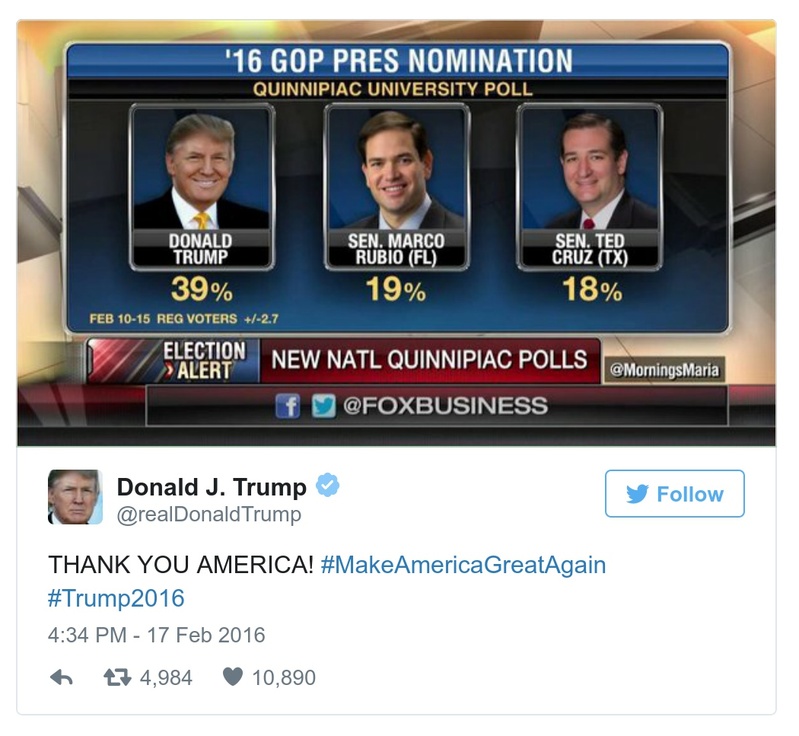 '16 GOP PRES NOMINATION
QUINNIPIAC UNIVERSITY POLL
DONALD TRUMP
SEN. MARCO RUBIO (FL)
SEN. TED CRUZ (TX)
39%
19%
18%
FEB 10-15 REG VOTERS +/-2.7
ELECTION ALERT
NEW NATL QUINNIPIAC POLLS
@MorningsMaria
@FOXBUSINESS
Donald J. Trump
@realDonaldTrump
Follow
THANK YOU AMERICA! #MakeAmericaGreatAgain
#Trump2016
4:34 PM - 17 Feb 2016
4,984 10,890